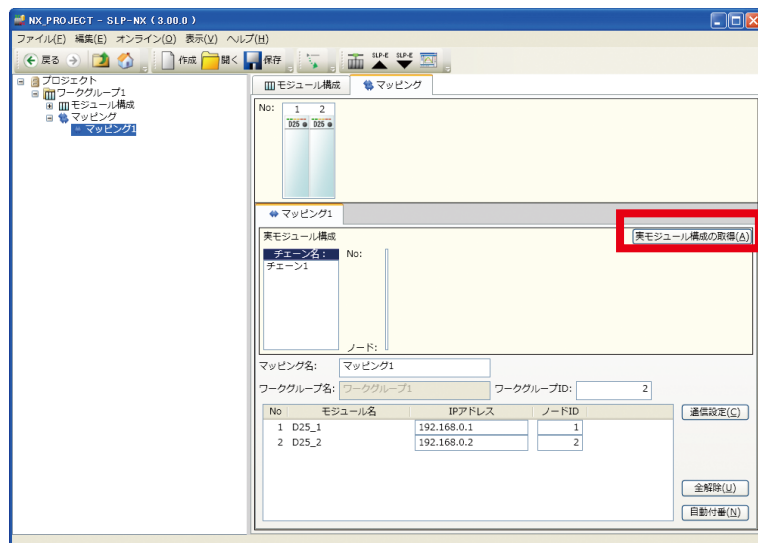 NX_PROJECT - SLP-NX (3.00.0)
ファイル(F) 編集(E) オンライン(O) 表示(V) ヘルプ(H)
戻る 作成 開く 保存 SLP-E SLP-E
プロジェクト
ワークグループ1
モジュール構成
マッピング
マッピング1
モジュール構成 マッピング
No: 1 2
D25 D25
マッピング1
実モジュール構成 実モジュール構成の取得(A)
チェーン名: No:
チェーン1
ノード:
マッピング名: マッピング1
ワークグループ名: ワークグループ1 ワークグループID: 2
No モジュール名 IPアドレス ノードID 通信設定(C)
1 D25_1 192.168.0.1 1
2 D25_2 192.168.0.2 2
全解除(U)
自動付番(N)